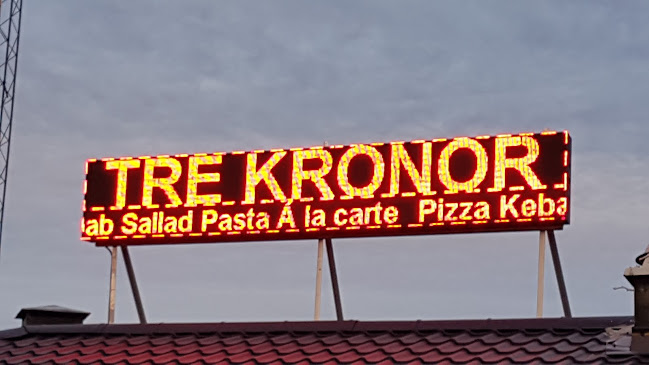 TRE KRONOR
ab Sallad Pasta Á la carte Pizza Keba